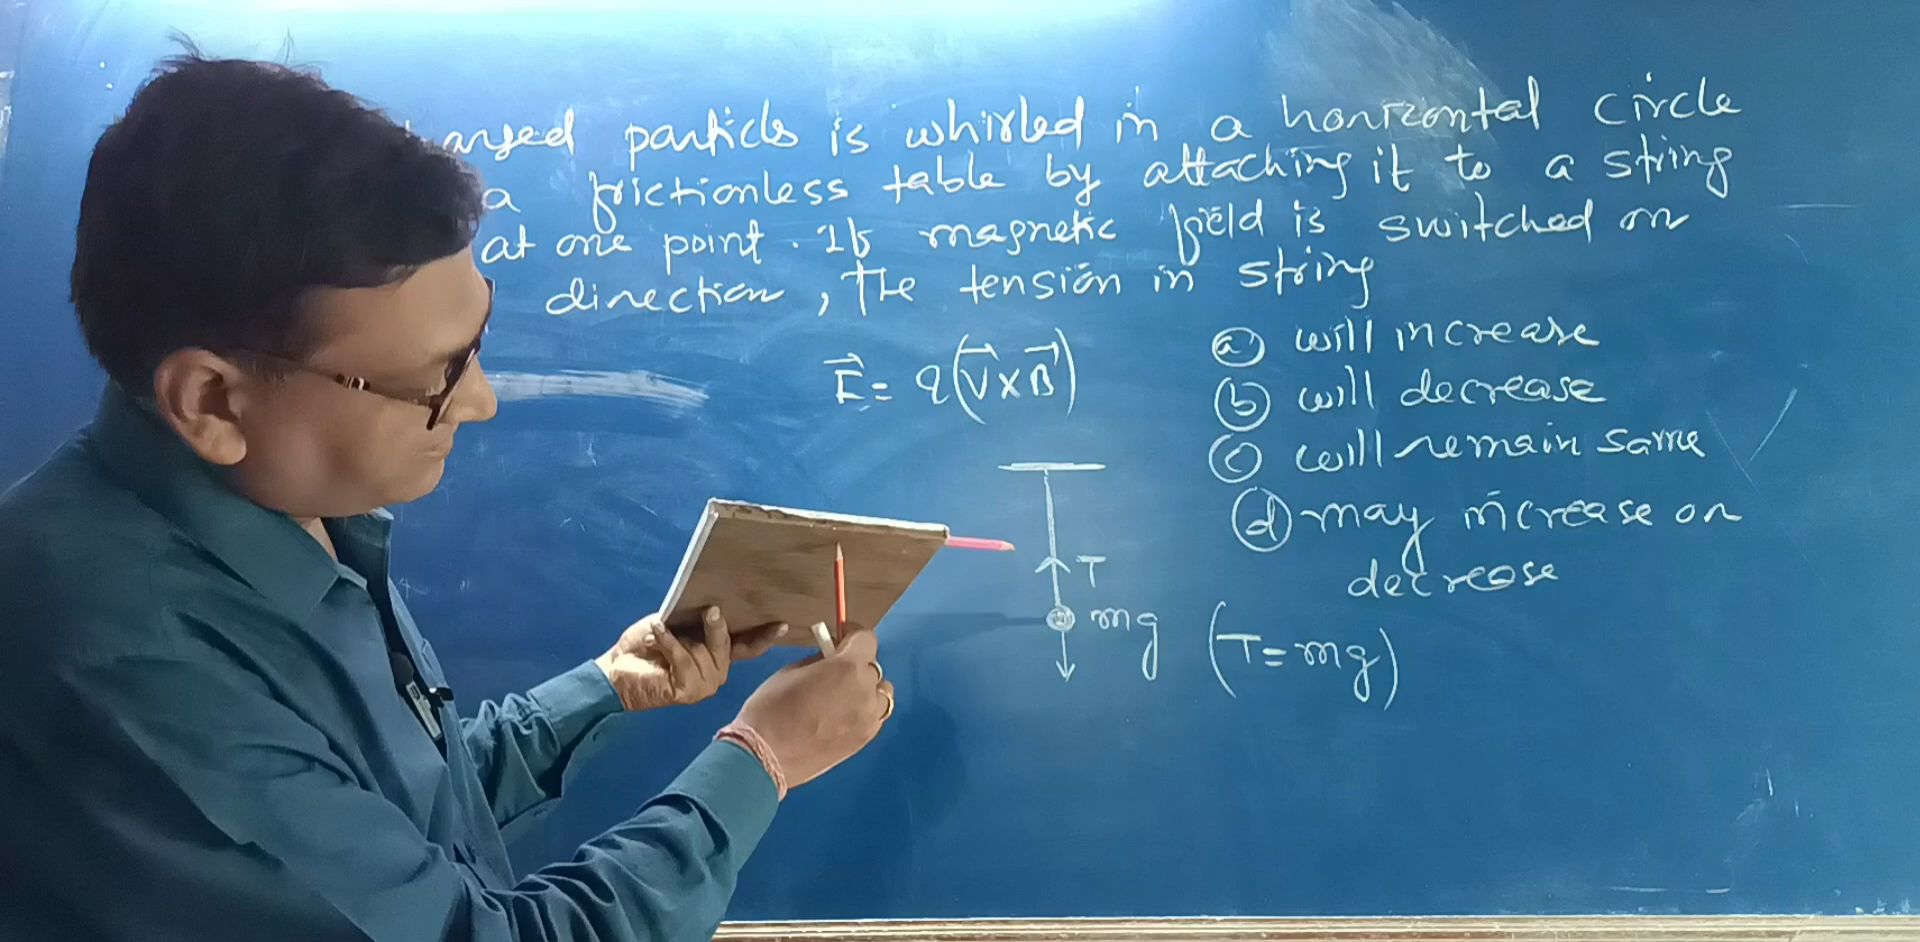 particle is whirled in a horizontal circle
a frictionless table by attaching it to a string
at one point. If magnetic field is switched on
direction, The tension in string
F⃗ = q(V⃗×B⃗)
(a) will increase
(b) will decrease
(c) will remain same
(d) may increase or
decrease
T
mg
(T=mg)